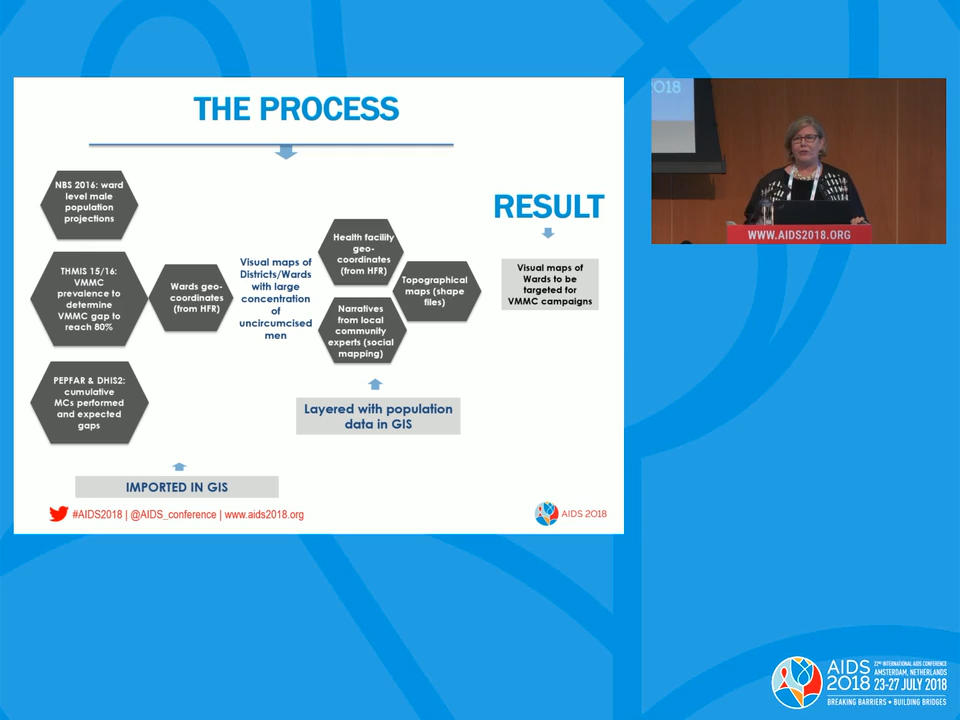 THE PROCESS
NBS 2016: ward
level male
population
projections
THMIS 15/16:
VMMC
prevalence to
determine
VMMC gap to
reach 80%
PEPFAR & DHIS2:
cumulative
MCs performed
and expected
gaps
Wards geo-
coordinates
(from HFR)
IMPORTED IN GIS
Visual maps of
Districts/Wards
with large
concentration
of
uncircumcised
men
Health facility
geo-
coordinates
(from HFR)
Topographical
maps (shape
files)
Narratives
from local
community
experts (social
mapping)
Layered with population
data in GIS
RESULT
Visual maps of
Wards to be
targeted for
VMMC campaigns
#AIDS2018 | @AIDS_conference | www.aids2018.org
AIDS 2018
2018
WWW.AIDS2018.ORG
AIDS
2018
22ND INTERNATIONAL AIDS CONFERENCE
AMSTERDAM, NETHERLANDS
23-27 JULY 2018
BREAKING BARRIERS • BUILDING BRIDGES